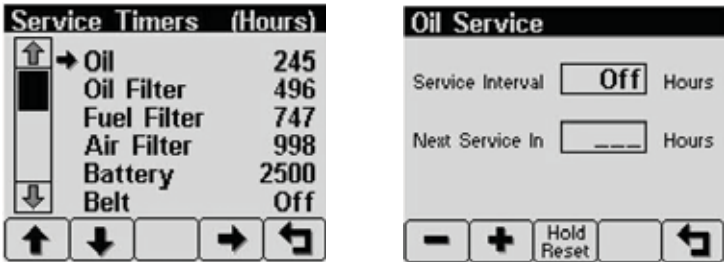 Service Timers (Hours)
Oil 245
Oil Filter 496
Fuel Filter 747
Air Filter 998
Battery 2500
Belt Off
Oil Service
Service Interval Off Hours
Next Service In ___ Hours
Hold
Reset